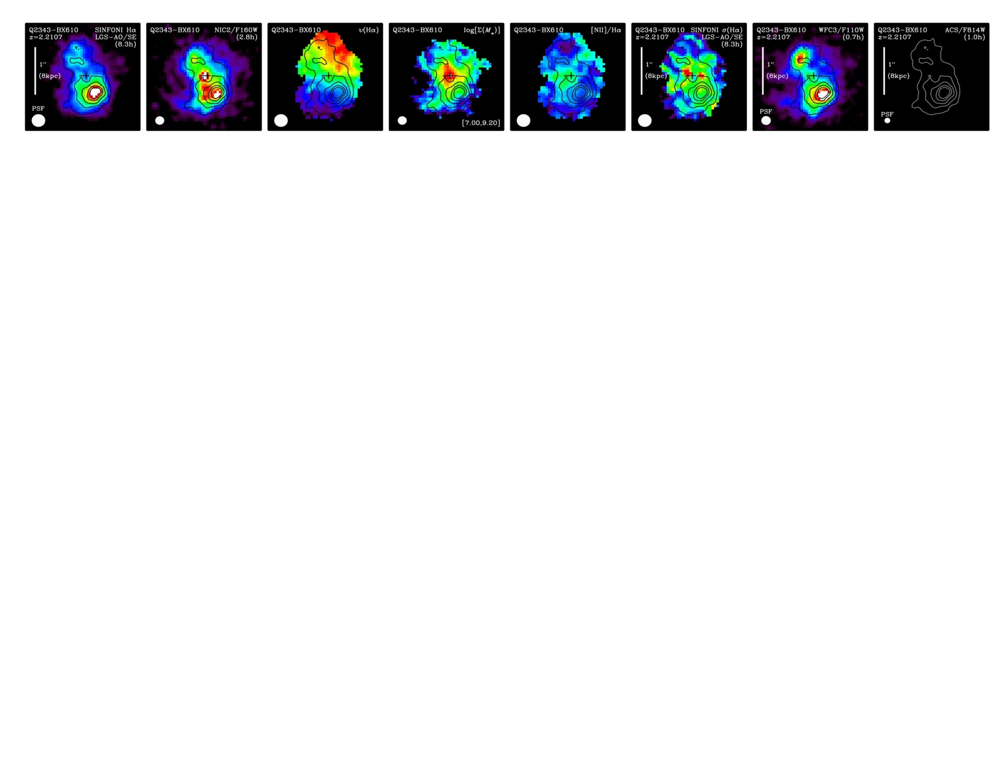 Q2343-BX610 SINFONI Hα
z=2.2107 LGS-AO/SE
(8.3h)
1"
(8kpc)
PSF
Q2343-BX610 NIC2/F160W
(2.8h)
Q2343-BX610 v(Hα)
Q2343-BX610 log[Σ(M*)]
[7.00,9.20]
Q2343-BX610 [NII]/Hα
Q2343-BX610 SINFONI σ(Hα)
z=2.2107 LGS-AO/SE
(8.3h)
1"
(8kpc)
Q2343-BX610 WFC3/F110W
z=2.2107 (0.7h)
1"
(8kpc)
PSF
Q2343-BX610 ACS/F814W
z=2.2107 (1.0h)
1"
(8kpc)
PSF